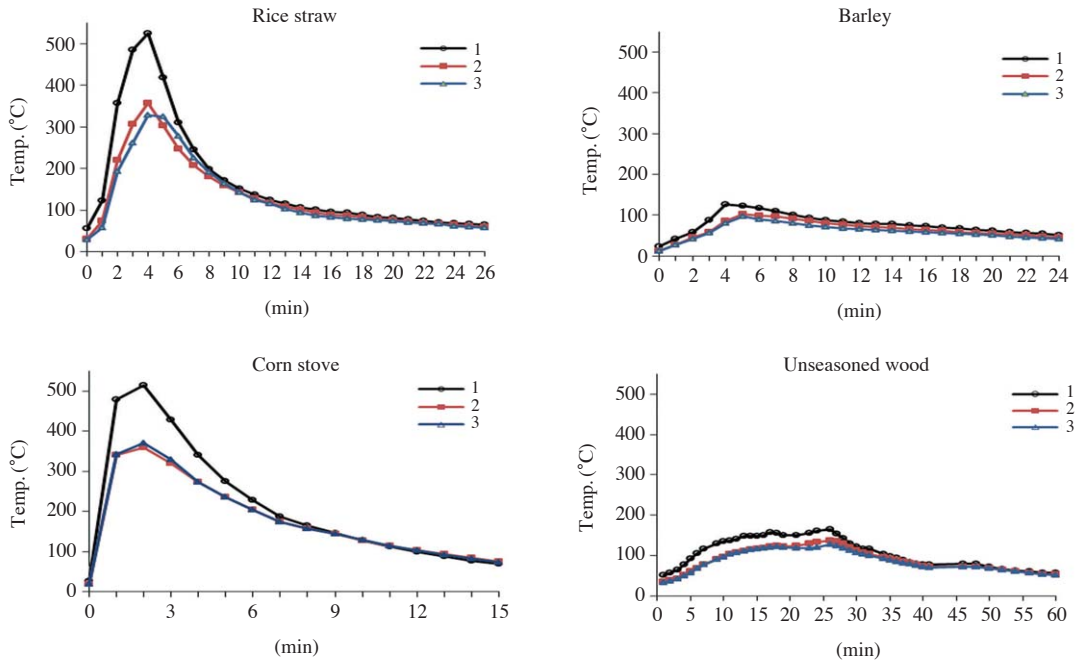 Rice straw
500
400
300
200
100
0
Temp. (°C)
1
2
3
0 2 4 6 8 10 12 14 16 18 20 22 24 26
(min)
Barley
500
400
300
200
100
0
Temp. (°C)
1
2
3
0 2 4 6 8 10 12 14 16 18 20 22 24
(min)
Corn stove
500
400
300
200
100
0
Temp. (°C)
1
2
3
0 3 6 9 12 15
(min)
Unseasoned wood
500
400
300
200
100
0
Temp. (°C)
1
2
3
0 5 10 15 20 25 30 35 40 45 50 55 60
(min)